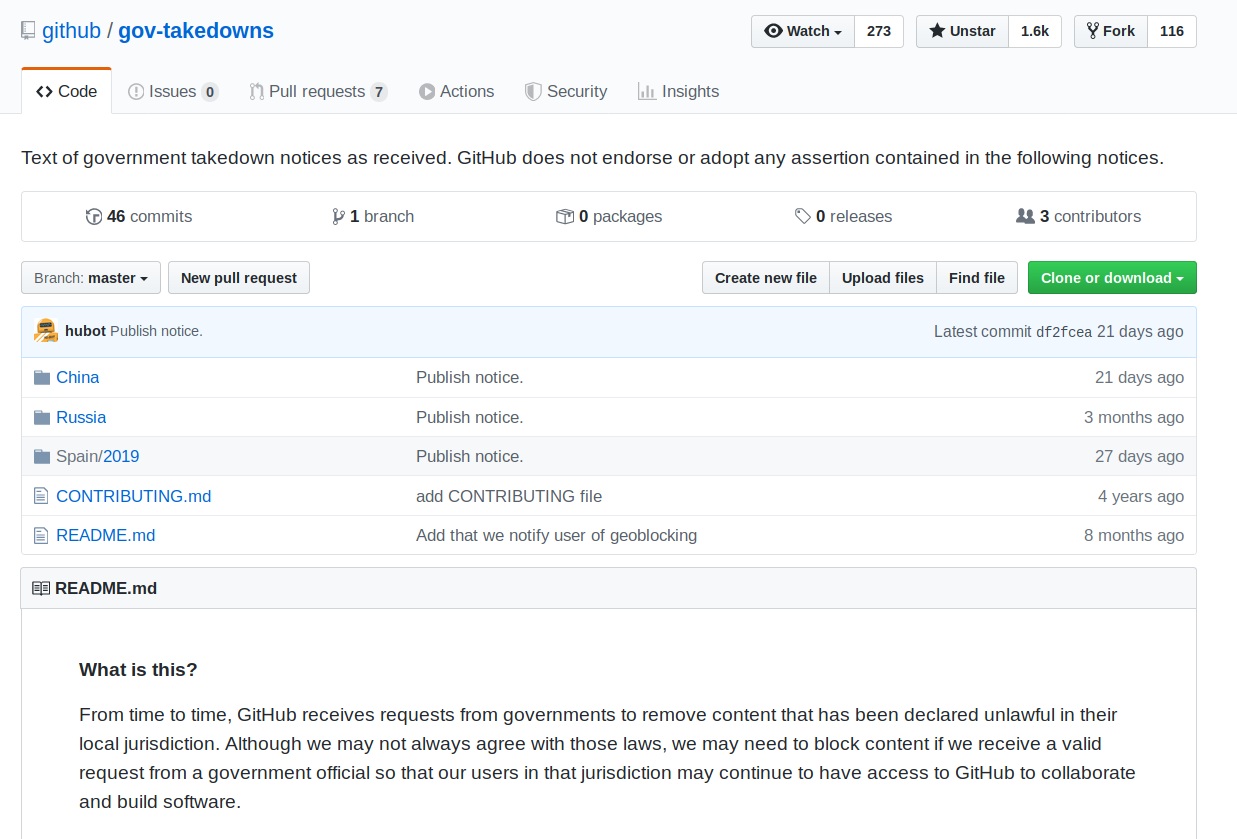 github / gov-takedowns
Watch 273 Unstar 1.6k Fork 116
Code Issues 0 Pull requests 7 Actions Security Insights
Text of government takedown notices as received. GitHub does not endorse or adopt any assertion contained in the following notices.
46 commits 1 branch 0 packages 0 releases 3 contributors
Branch: master New pull request Create new file Upload files Find file Clone or download
hubot Publish notice. Latest commit df2fcea 21 days ago
China Publish notice. 21 days ago
Russia Publish notice. 3 months ago
Spain/2019 Publish notice. 27 days ago
CONTRIBUTING.md add CONTRIBUTING file 4 years ago
README.md Add that we notify user of geoblocking 8 months ago
README.md
What is this?
From time to time, GitHub receives requests from governments to remove content that has been declared unlawful in their
local jurisdiction. Although we may not always agree with those laws, we may need to block content if we receive a valid
request from a government official so that our users in that jurisdiction may continue to have access to GitHub to collaborate
and build software.